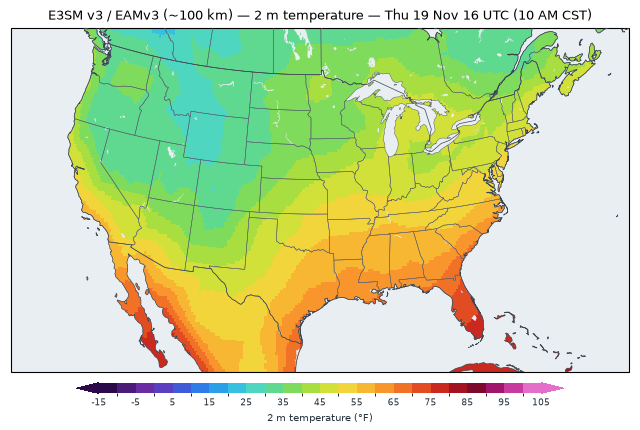 E3SM v3 / EAMv3 (~100 km) — 2 m temperature — Thu 19 Nov 16 UTC (10 AM CST)
-15 -5 5 15 25 35 45 55 65 75 85 95 105
2 m temperature (°F)